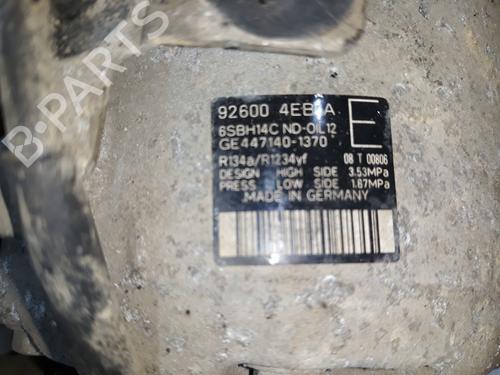 B-PARTS
92600 4EB A
E
6SBH14C ND-OIL12
GE447140-1370
R134a/R1234yf 08 T 00806
DESIGN HIGH SIDE 3.53MPa
PRESS LOW SIDE 1.67MPa
MADE IN GERMANY